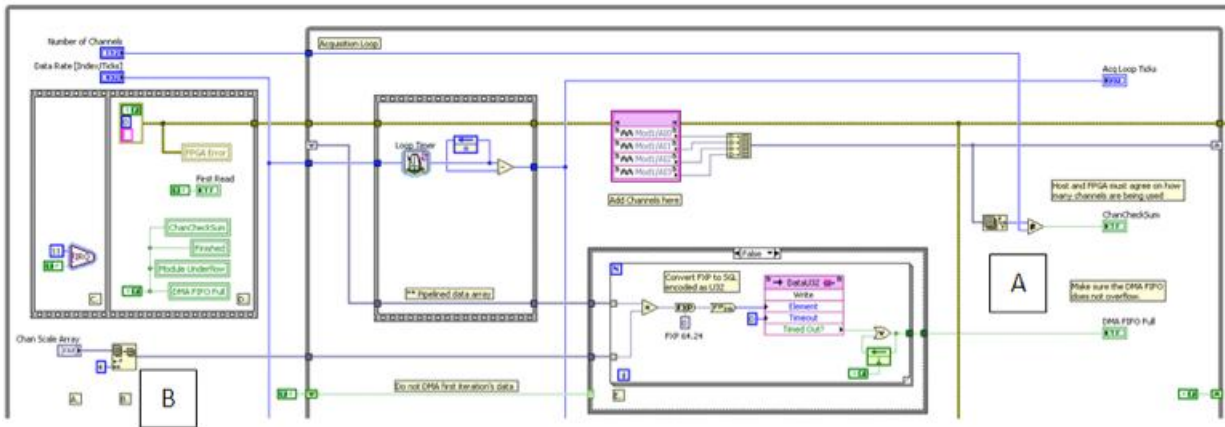 Number of Channels
Data Rate [Index/Ticks]
Acquisition Loop
Acq Loop Ticks
Loop Timer
FPGA Error
First Read
ChanCheckSum
Finished
Module Underflow
DMA FIFO Full
FIFO
C.
D.
Mod1/AI0
Mod1/AI1
Mod1/AI2
Mod1/AI3
Add Channels here
Host and FPGA must agree on how
many channels are being used
ChanCheckSum
A
Pipelined data array
False
Convert FXP to SGL
encoded as U32
FXP 64.24
DataU32
Write
Element
Timeout
Timed Out?
Make sure the DMA FIFO
does not overflow.
DMA FIFO Full
Chan Scale Array
A.
B.
B
Do not DMA first iteration's data